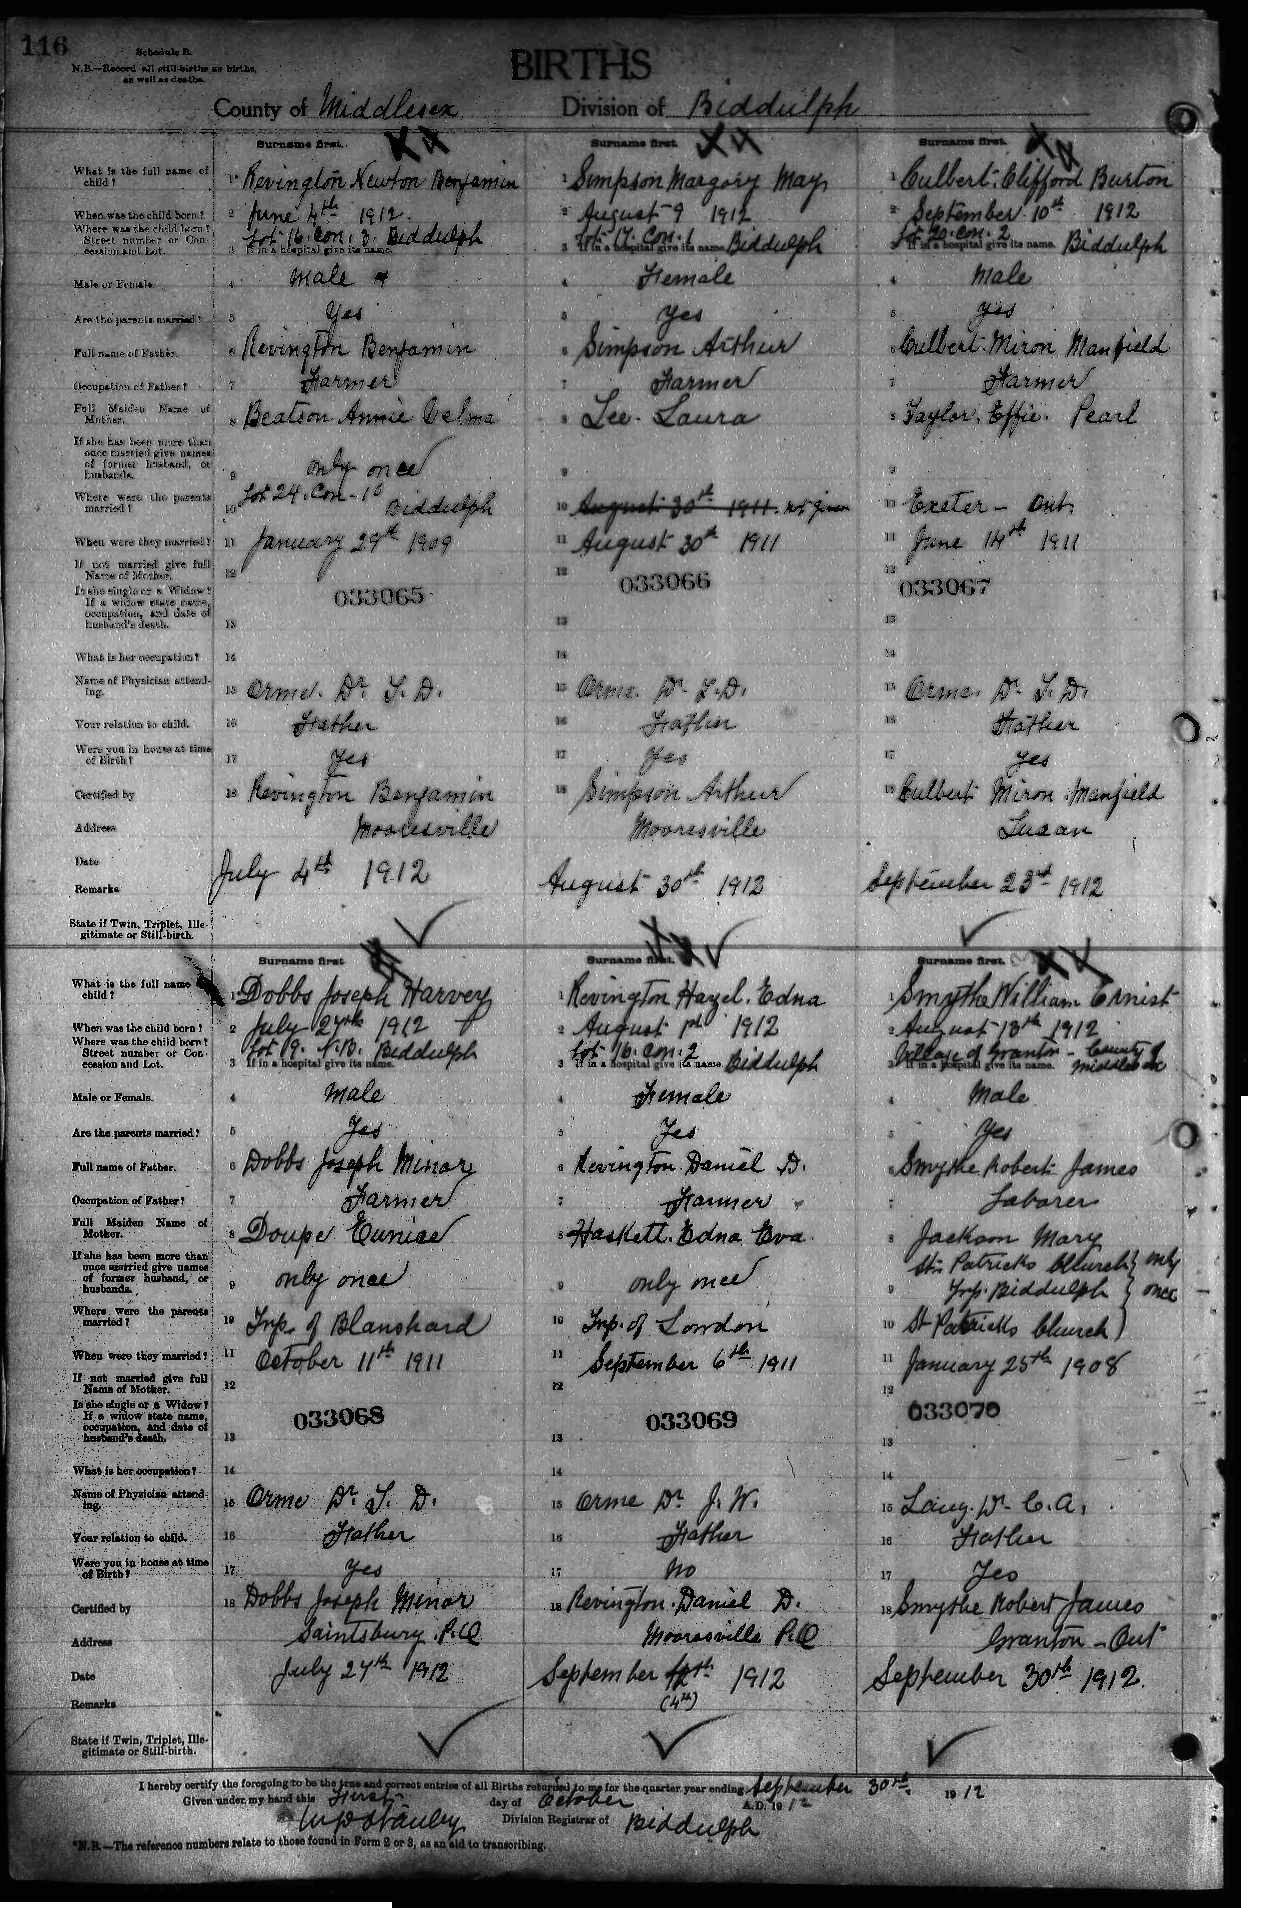 116
Schedule B.
N.B.—Record all still-births as births,
as well as deaths.
BIRTHS
County of Middlesex
Division of Biddulph
Surname first.
Surname first.
Surname first.
What is the full name of child?
1 Revington Newton Benjamin
1 Simpson Margory May
1 Culbert Clifford Burton
When was the child born?
2 June 4th 1912.
2 August 9 1912
2 September 10th 1912
Where was the child born? Street number or Concession and Lot.
3 If in a hospital give its name. Lot 16. Con. 3. Biddulph
3 If in a hospital give its name. Lot 17. Con. 1 Biddulph
3 If in a hospital give its name. Lot 20. Con. 2 Biddulph
Male or Female.
4 Male
4 Female
4 Male
Are the parents married?
5 Yes
5 Yes
5 Yes
Full name of Father.
6 Revington Benjamin
6 Simpson Arthur
6 Culbert. Miron Manfield
Occupation of Father?
7 Farmer
7 Farmer
7 Farmer
Full Maiden Name of Mother.
8 Beatson Annie Velma
8 Lee. Laura
8 Taylor. Effie. Pearl
If she has been more than once married give names of former husband, or husbands.
9 only once
9
9
Where were the parents married?
10 Lot 24. Con - 10 Biddulph
10 August 30th 1911. not given
10 Exeter - Ont.
When were they married?
11 January 29th 1909
11 August 30th 1911
11 June 14th 1911
If not married give full Name of Mother.
12
12
12
Is she single or a Widow? If a widow state name, occupation, and date of husband's death.
033065
033066
033067
13
13
What is her occupation?
14
14
14
Name of Physician attending.
15 Orme. Dr. T. D.
15 Orme. Dr. T. D.
15 Orme. Dr. T. D.
Your relation to child.
16 Father
16 Father
16 Father
Were you in house at time of Birth?
17 Yes
17 Yes
17 Yes
Certified by
18 Revington Benjamin
18 Simpson Arthur
18 Culbert Miron Manfield
Address
Mooresville
Mooresville
Lucan
Date
July 4th 1912
August 30th 1912
September 23rd 1912
Remarks
State if Twin, Triplet, Illegitimate or Still-birth.
Surname first.
Surname first.
Surname first.
What is the full name child?
1 Dobbs Joseph Harvey
1 Revington Hazel. Edna
1 Smythe William Ernist
When was the child born?
2 July 27th 1912
2 August 1st 1912
2 August 13th 1912
Where was the child born? Street number or Concession and Lot.
3 If in a hospital give its name. Lot 19. N.B. Biddulph
3 If in a hospital give its name. Lot 16. Con. 2 Biddulph
3 If in a hospital give its name. Village of Granton - County of Middlesex
Male or Female.
4 Male
4 Female
4 Male
Are the parents married?
5 Yes
5 Yes
5 Yes
Full name of Father.
6 Dobbs Joseph Minor
6 Revington Daniel D.
6 Smythe Robert James
Occupation of Father?
7 Farmer
7 Farmer
7 Laborer
Full Maiden Name of Mother.
8 Doupe Eunice
8 Haskett. Edna Eva.
8 Jackson Mary
If she has been more than once married give names of former husband, or husbands.
9 only once
9 only once
9 St. Patricks Church Twp. Biddulph } only once
Where were the parents married?
10 Twp. of Blanshard
10 Twp. of London
10 St Patricks Church)
When were they married?
11 October 11th 1911
11 September 6th 1911
11 January 25th 1908
If not married give full Name of Mother.
12
12
12
Is she single or a Widow? If a widow state name, occupation, and date of husband's death.
033068
033069
033070
13
13
13
What is her occupation?
14
14
14
Name of Physician attending.
15 Orme Dr. T. D.
15 Orme Dr. J. W.
15 Lang. Dr. C. A.
Your relation to child.
16 Father
16 Father
16 Father
Were you in house at time of Birth?
17 Yes
17 No
17 Yes
Certified by
18 Dobbs Joseph Minor
18 Revington. Daniel D.
18 Smythe Robert James
Address
Saintsbury. P.O
Mooresville P.O
Granton - Ont
Date
July 27th 1912
September 1912 (4th)
September 30th 1912.
Remarks
State if Twin, Triplet, Illegitimate or Still-birth.
I hereby certify the foregoing to be the true and correct entries of all Births returned to me for the quarter year ending September 30th. 1912
Given under my hand this First day of October A.D. 1912
W D Stanley Division Registrar of Biddulph
*N.B.—The reference numbers relate to those found in Form 2 or 3, as an aid to transcribing.